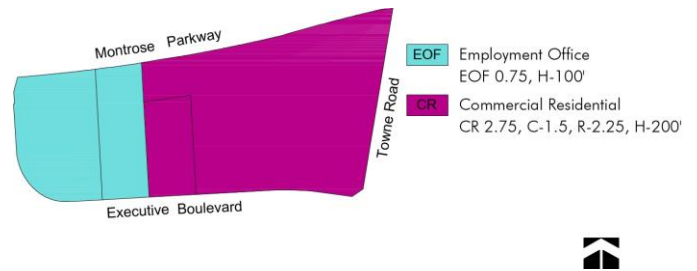 Montrose Parkway
EOF Employment Office
EOF 0.75, H-100'
CR Commercial Residential
CR 2.75, C-1.5, R-2.25, H-200'
Towne Road
Executive Boulevard